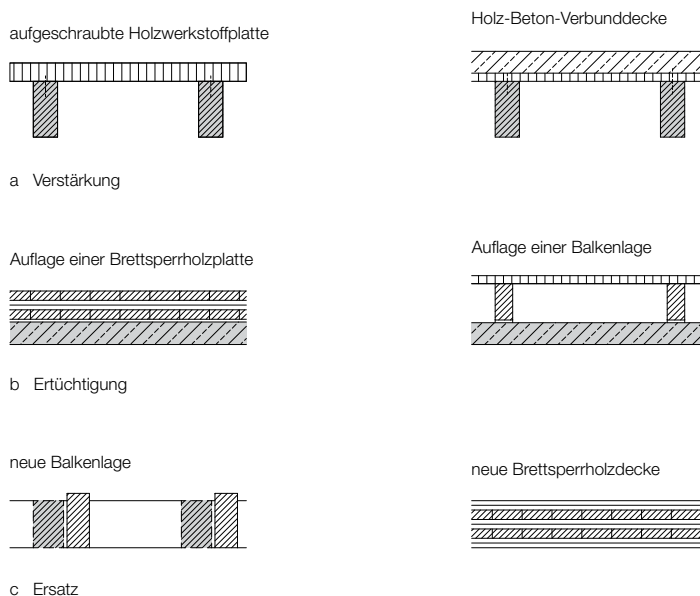 aufgeschraubte Holzwerkstoffplatte
Holz-Beton-Verbunddecke
a Verstärkung
Auflage einer Brettsperrholzplatte
Auflage einer Balkenlage
b Ertüchtigung
neue Balkenlage
neue Brettsperrholzdecke
c Ersatz